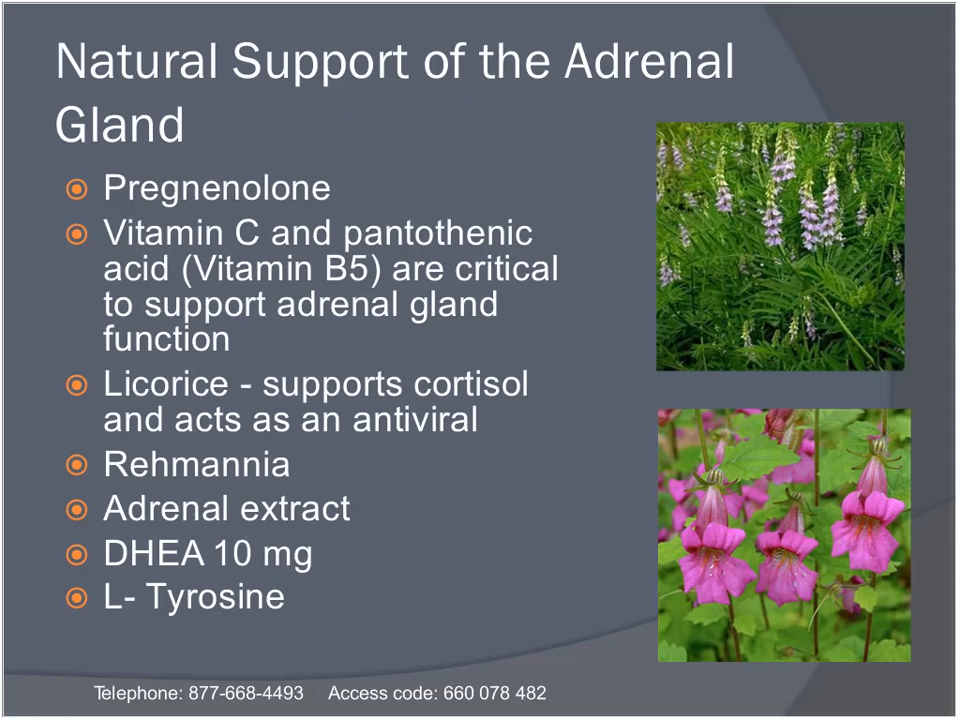 Natural Support of the Adrenal
Gland
Pregnenolone
Vitamin C and pantothenic
acid (Vitamin B5) are critical
to support adrenal gland
function
Licorice - supports cortisol
and acts as an antiviral
Rehmannia
Adrenal extract
DHEA 10 mg
L- Tyrosine
Telephone: 877-668-4493 Access code: 660 078 482